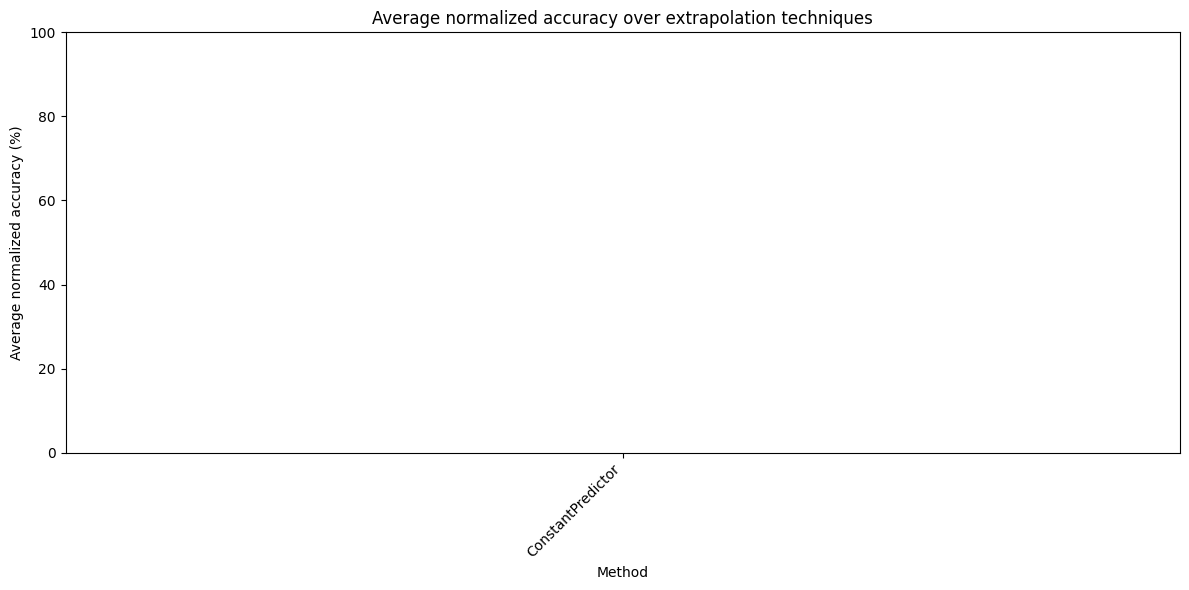 Average normalized accuracy over extrapolation techniques
100
80
60
40
20
0
Average normalized accuracy (%)
ConstantPredictor
Method